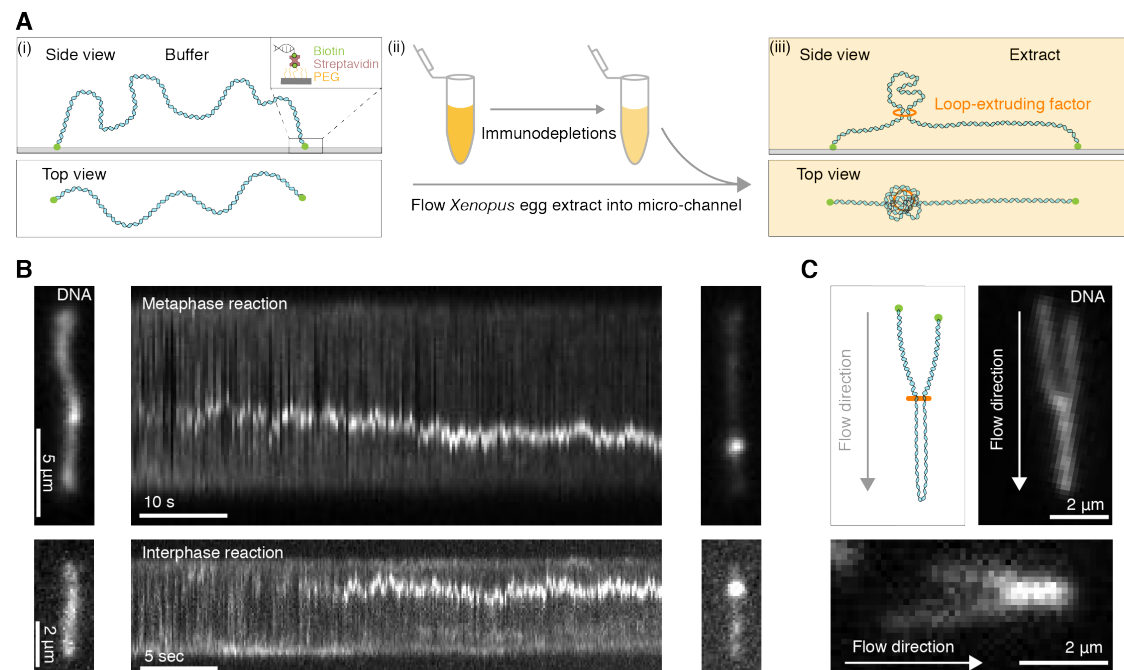 A
(i)
Side view
Buffer
Biotin
Streptavidin
PEG
Top view
(ii)
Immunodepletions
Flow Xenopus egg extract into micro-channel
(iii)
Side view
Extract
Loop-extruding factor
Top view
B
DNA
5 µm
Metaphase reaction
10 s
2 µm
Interphase reaction
5 sec
C
Flow direction
DNA
Flow direction
2 µm
Flow direction
2 µm